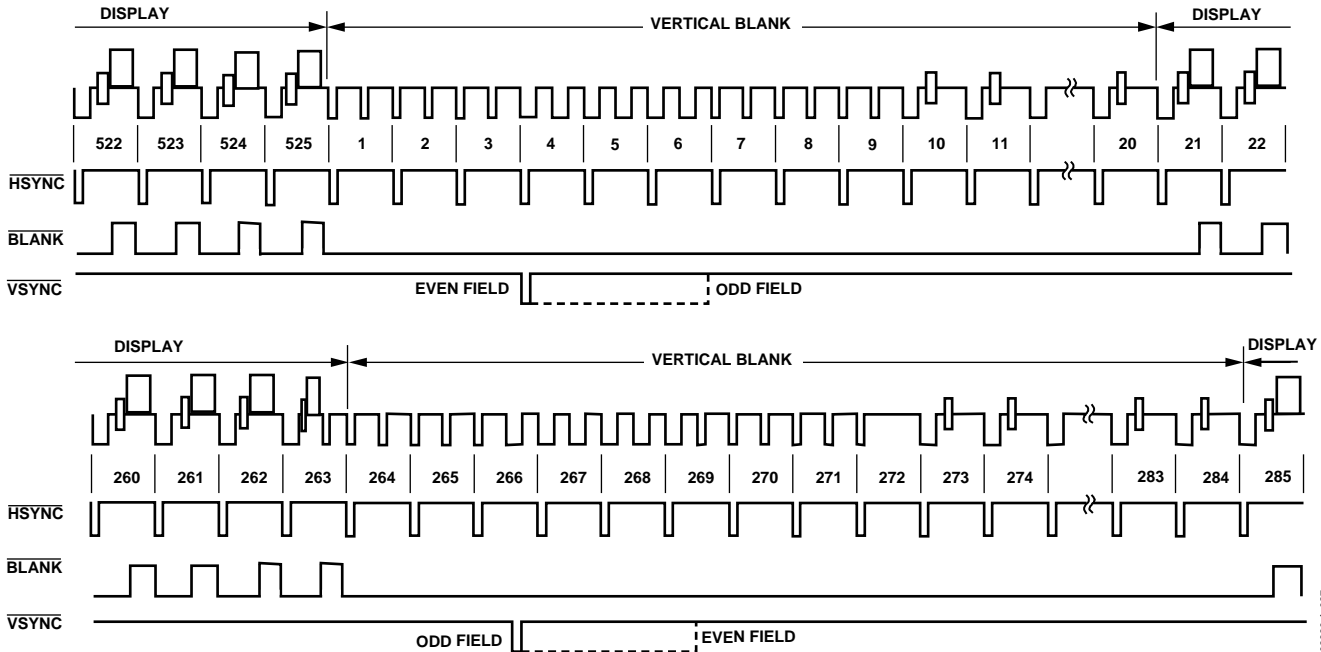 DISPLAY VERTICAL BLANK DISPLAY
522 523 524 525 1 2 3 4 5 6 7 8 9 10 11 20 21 22
HSYNC
BLANK
VSYNC EVEN FIELD ODD FIELD
DISPLAY VERTICAL BLANK DISPLAY
260 261 262 263 264 265 266 267 268 269 270 271 272 273 274 283 284 285
HSYNC
BLANK
VSYNC ODD FIELD EVEN FIELD